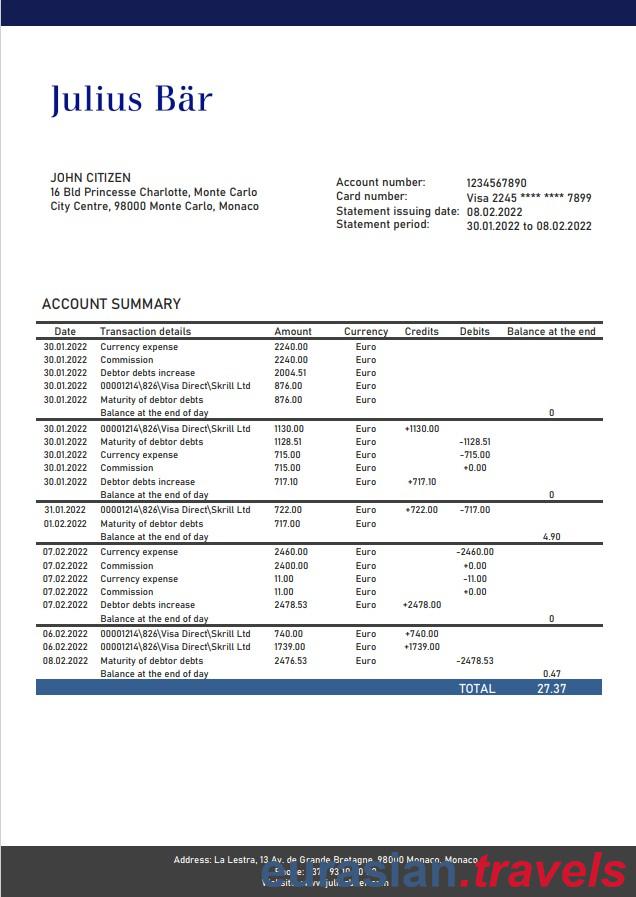 Julius Bär
JOHN CITIZEN
16 Bld Princesse Charlotte, Monte Carlo
City Centre, 98000 Monte Carlo, Monaco
Account number: 1234567890
Card number: Visa 2245 **** **** 7899
Statement issuing date: 08.02.2022
Statement period: 30.01.2022 to 08.02.2022
ACCOUNT SUMMARY
Date Transaction details Amount Currency Credits Debits Balance at the end
30.01.2022 Currency expense 2240.00 Euro
30.01.2022 Commission 2240.00 Euro
30.01.2022 Debtor debts increase 2004.51 Euro
30.01.2022 00001214\826\Visa Direct\Skrill Ltd 876.00 Euro
30.01.2022 Maturity of debtor debts 876.00 Euro
Balance at the end of day 0
30.01.2022 00001214\826\Visa Direct\Skrill Ltd 1130.00 Euro +1130.00
30.01.2022 Maturity of debtor debts 1128.51 Euro -1128.51
30.01.2022 Currency expense 715.00 Euro -715.00
30.01.2022 Commission 715.00 Euro +0.00
30.01.2022 Debtor debts increase 717.10 Euro +717.10
Balance at the end of day 0
31.01.2022 00001214\826\Visa Direct\Skrill Ltd 722.00 Euro +722.00 -717.00
01.02.2022 Maturity of debtor debts 717.00 Euro
Balance at the end of day 4.90
07.02.2022 Currency expense 2460.00 Euro -2460.00
07.02.2022 Commission 2400.00 Euro +0.00
07.02.2022 Currency expense 11.00 Euro -11.00
07.02.2022 Commission 11.00 Euro +0.00
07.02.2022 Debtor debts increase 2478.53 Euro +2478.00
Balance at the end of day 0
06.02.2022 00001214\826\Visa Direct\Skrill Ltd 740.00 Euro +740.00
06.02.2022 00001214\826\Visa Direct\Skrill Ltd 1739.00 Euro +1739.00
08.02.2022 Maturity of debtor debts 2476.53 Euro -2478.53
Balance at the end of day 0.47
TOTAL 27.37
Address: La Lestra, 13 Av. de Grande Bretagne, 98000 Monaco, Monaco
eurasian.travels